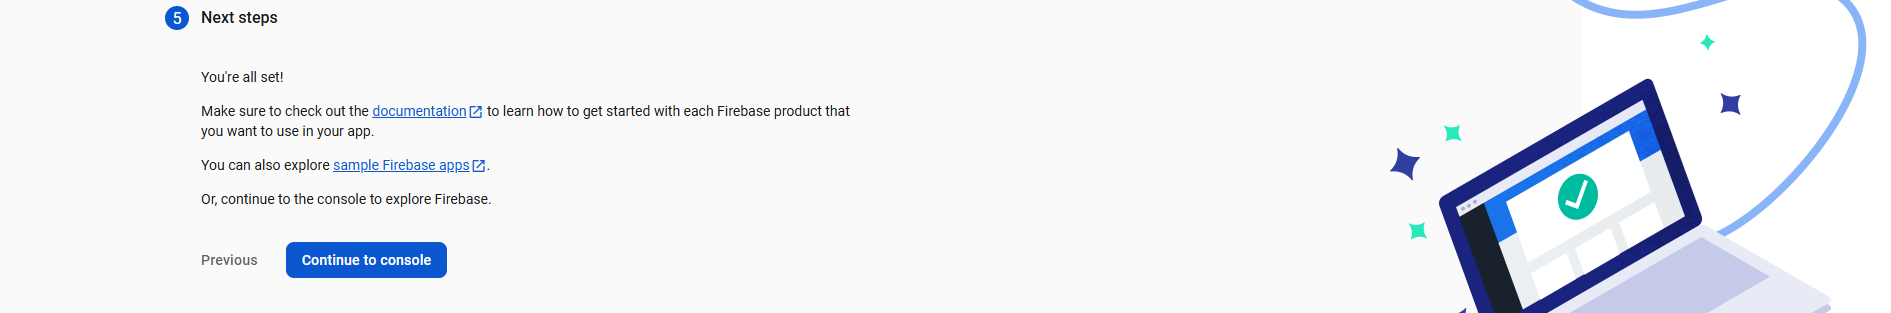 5 Next steps
You're all set!
Make sure to check out the documentation to learn how to get started with each Firebase product that
you want to use in your app.
You can also explore sample Firebase apps.
Or, continue to the console to explore Firebase.
Previous Continue to console